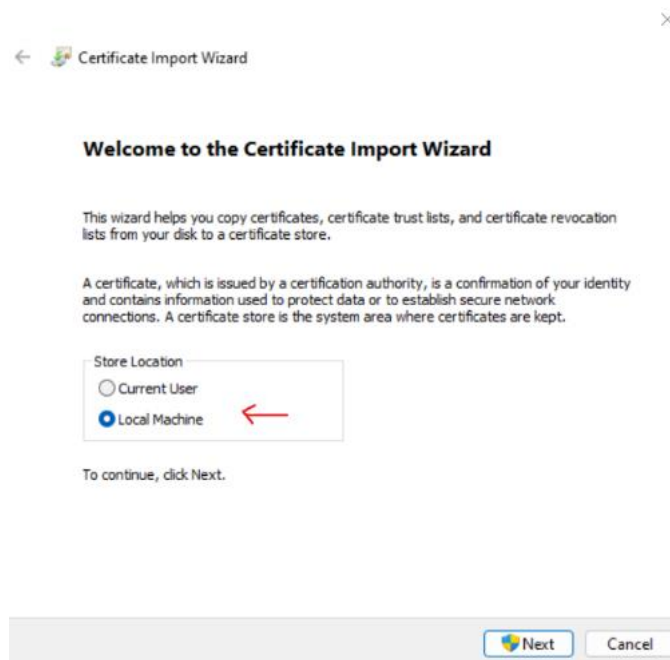 Certificate Import Wizard
Welcome to the Certificate Import Wizard
This wizard helps you copy certificates, certificate trust lists, and certificate revocation
lists from your disk to a certificate store.
A certificate, which is issued by a certification authority, is a confirmation of your identity
and contains information used to protect data or to establish secure network
connections. A certificate store is the system area where certificates are kept.
Store Location
Current User
Local Machine
To continue, click Next.
Next Cancel